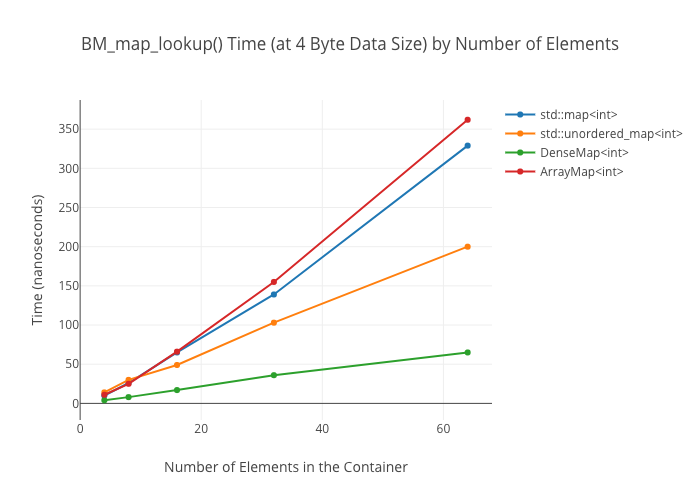 BM_map_lookup() Time (at 4 Byte Data Size) by Number of Elements
std::map<int>
std::unordered_map<int>
DenseMap<int>
ArrayMap<int>
Time (nanoseconds)
350
300
250
200
150
100
50
0
0
20
40
60
Number of Elements in the Container